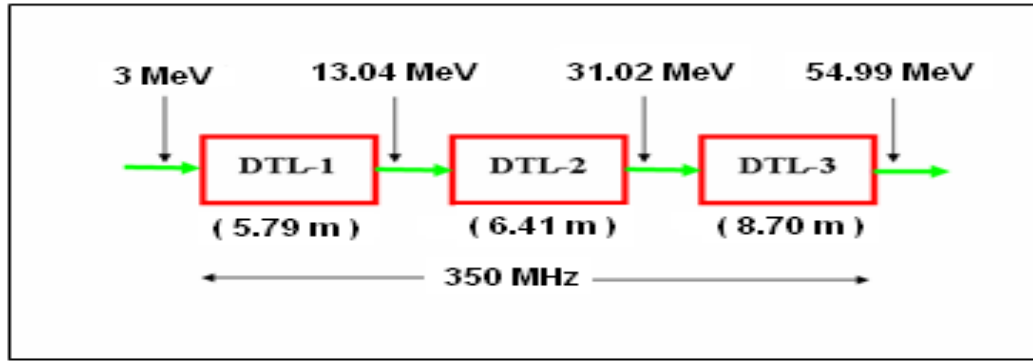 3 MeV 13.04 MeV 31.02 MeV 54.99 MeV
DTL-1 DTL-2 DTL-3
( 5.79 m ) ( 6.41 m ) ( 8.70 m )
350 MHz